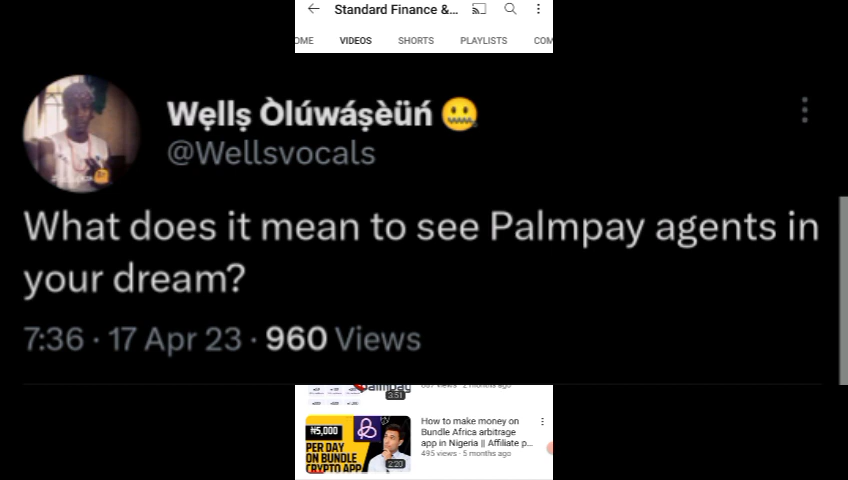 Standard Finance &...
OME VIDEOS SHORTS PLAYLISTS COM
Wẹllṣ Òlúwáṣèüń
@Wellsvocals
What does it mean to see Palmpay agents in
your dream?
7:36 · 17 Apr 23 · 960 Views
palmpay
3:51
₦5,000
PER DAY
ON BUNDLE
CRYPTO APP
2:20
How to make money on
Bundle Africa arbitrage
app in Nigeria || Affiliate p...
495 views · 5 months ago